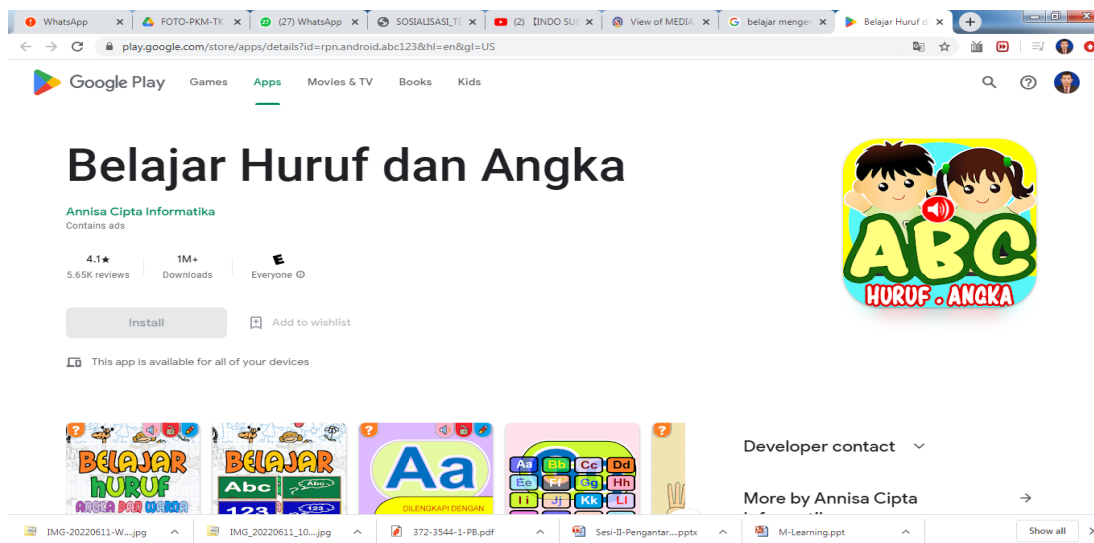 WhatsApp
FOTO-PKM-TK
(27) WhatsApp
SOSIALISASI_TE
(2) 【INDO SU
View of MEDIA
belajar menge
Belajar Huruf d
play.google.com/store/apps/details?id=rpn.android.abc123&hl=en&gl=US
Google Play Games Apps Movies & TV Books Kids
Belajar Huruf dan Angka
Annisa Cipta Informatika
Contains ads
4.1★ 1M+ Everyone
5.65K reviews Downloads
Install Add to wishlist
This app is available for all of your devices
ABC
HURUF . ANGKA
BELAJAR
HURUF
ANGKA DAN WARNA
BELAJAR
Abc
123
Aa
DILENGKAPI DENGAN
Aa Bb Cc Dd
Ee Ff Gg Hh
Ii Jj Kk Ll
Developer contact
More by Annisa Cipta
IMG-20220611-W....jpg
IMG_20220611_10....jpg
372-3544-1-PB.pdf
Sesi-II-Pengantar....pptx
M-Learning.ppt
Show all